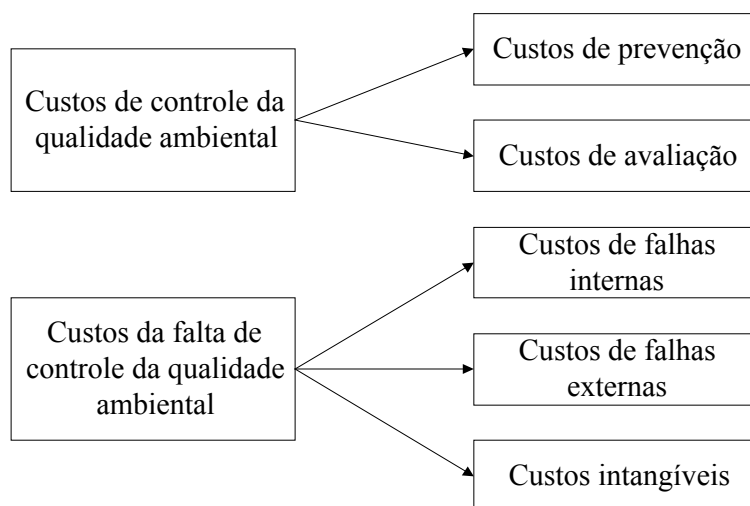 Custos de controle da
qualidade ambiental
Custos de prevenção
Custos de avaliação
Custos da falta de
controle da qualidade
ambiental
Custos de falhas
internas
Custos de falhas
externas
Custos intangíveis